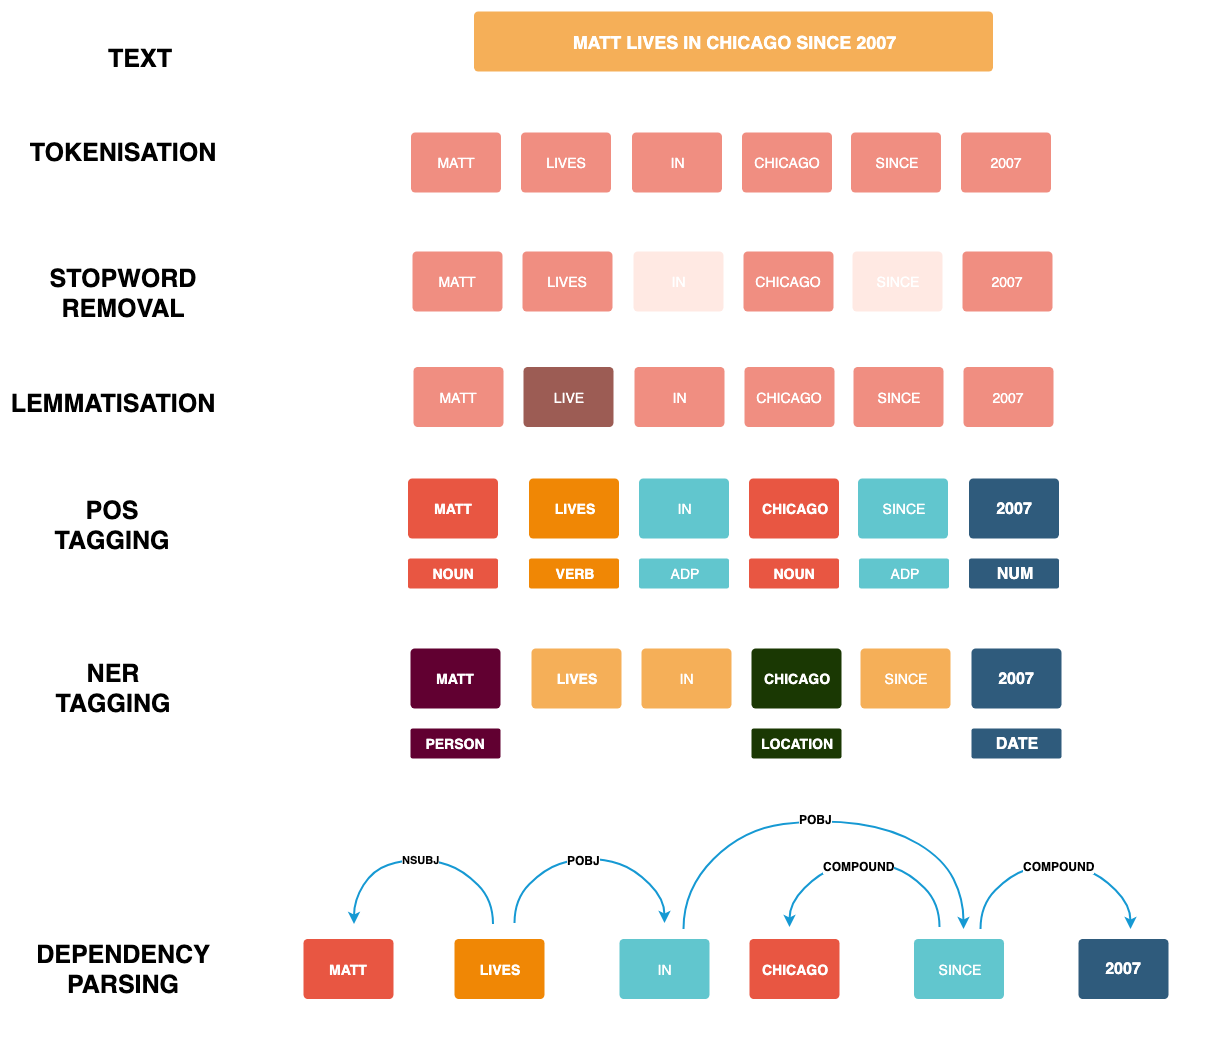 TEXT
MATT LIVES IN CHICAGO SINCE 2007
TOKENISATION
MATT LIVES IN CHICAGO SINCE 2007
STOPWORD
REMOVAL
MATT LIVES IN CHICAGO SINCE 2007
LEMMATISATION
MATT LIVE IN CHICAGO SINCE 2007
POS
TAGGING
MATT LIVES IN CHICAGO SINCE 2007
NOUN VERB ADP NOUN ADP NUM
NER
TAGGING
MATT LIVES IN CHICAGO SINCE 2007
PERSON LOCATION DATE
POBJ
NSUBJ POBJ COMPOUND COMPOUND
DEPENDENCY
PARSING
MATT LIVES IN CHICAGO SINCE 2007